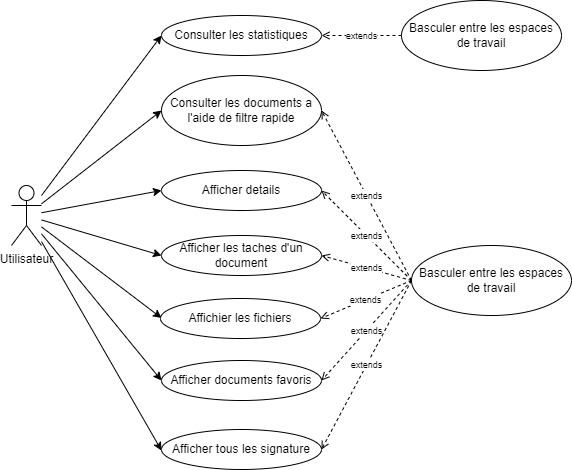 Consulter les statistiques
extends
Basculer entre les espaces
de travail
Consulter les documents a
l'aide de filtre rapide
extends
Afficher details
extends
Utilisateur
Afficher les taches d'un
document
extends
Basculer entre les espaces
de travail
Affichier les fichiers
extends
extends
Afficher documents favoris
extends
Afficher tous les signature